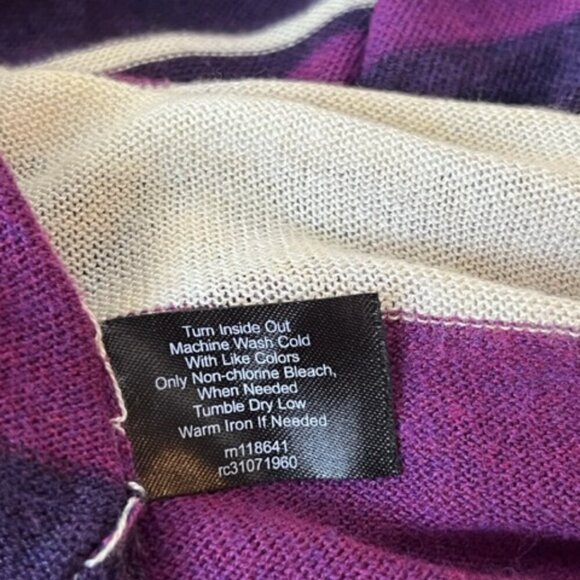 Turn Inside Out
Machine Wash Cold
With Like Colors
Only Non-chlorine Bleach,
When Needed
Tumble Dry Low
Warm Iron If Needed
rn118641
rc31071960